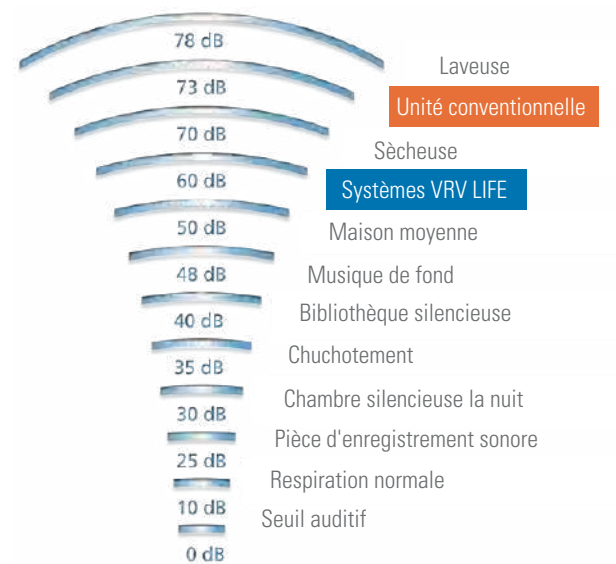 78 dB
Laveuse
73 dB
Unité conventionnelle
70 dB
Sècheuse
60 dB
Systèmes VRV LIFE
50 dB
Maison moyenne
48 dB
Musique de fond
40 dB
Bibliothèque silencieuse
35 dB
Chuchotement
30 dB
Chambre silencieuse la nuit
25 dB
Pièce d'enregistrement sonore
10 dB
Respiration normale
0 dB
Seuil auditif